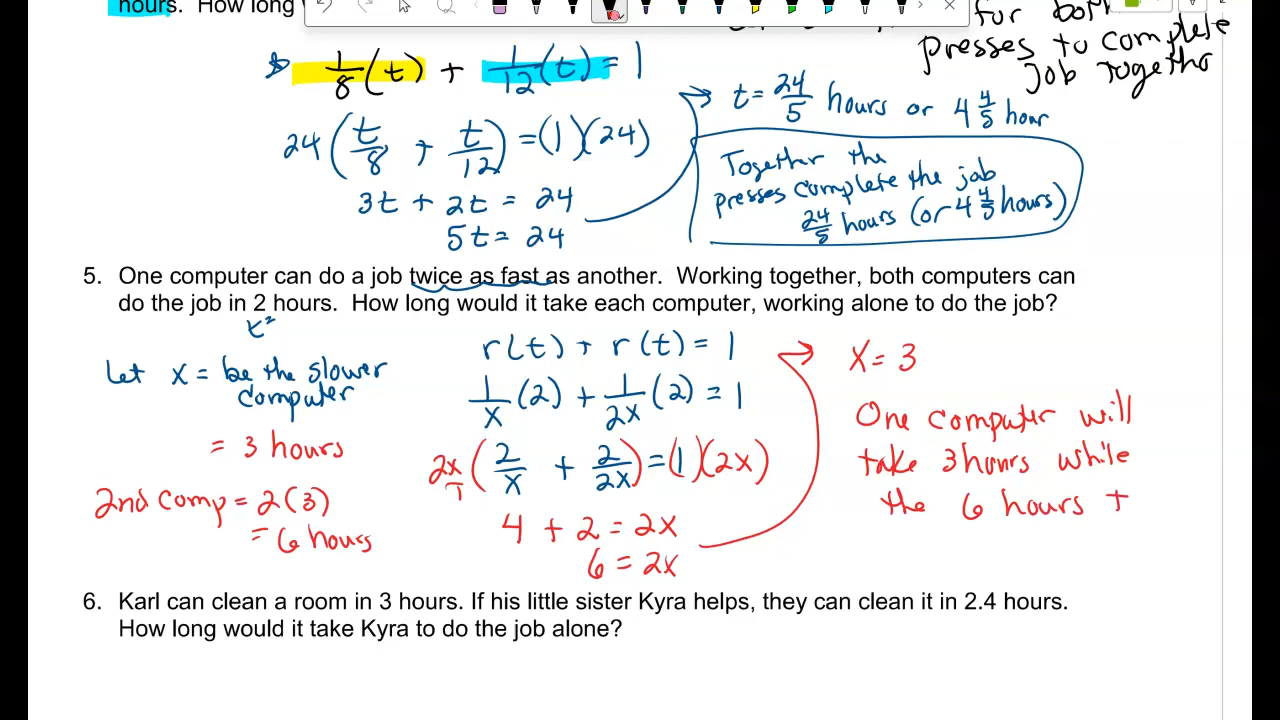 hours. How long
for both
presses to complete
job together
1/8 (t) + 1/12 (t) = 1
24 ( t/8 + t/12 ) = (1)(24)
3t + 2t = 24
5t = 24
t = 24/5 hours or 4 4/5 hour
Together the
presses complete the job
24/5 hours (or 4 4/5 hours)
5. One computer can do a job twice as fast as another. Working together, both computers can
do the job in 2 hours. How long would it take each computer, working alone to do the job?
t²
Let x = be the slower
computer
= 3 hours
2nd comp = 2(3)
= 6 hours
r(t) + r(t) = 1
1/x (2) + 1/2x (2) = 1
2x/1 ( 2/x + 2/2x ) = (1)(2x)
4 + 2 = 2x
6 = 2x
x = 3
One computer will
take 3 hours while
the 6 hours t
6. Karl can clean a room in 3 hours. If his little sister Kyra helps, they can clean it in 2.4 hours.
How long would it take Kyra to do the job alone?